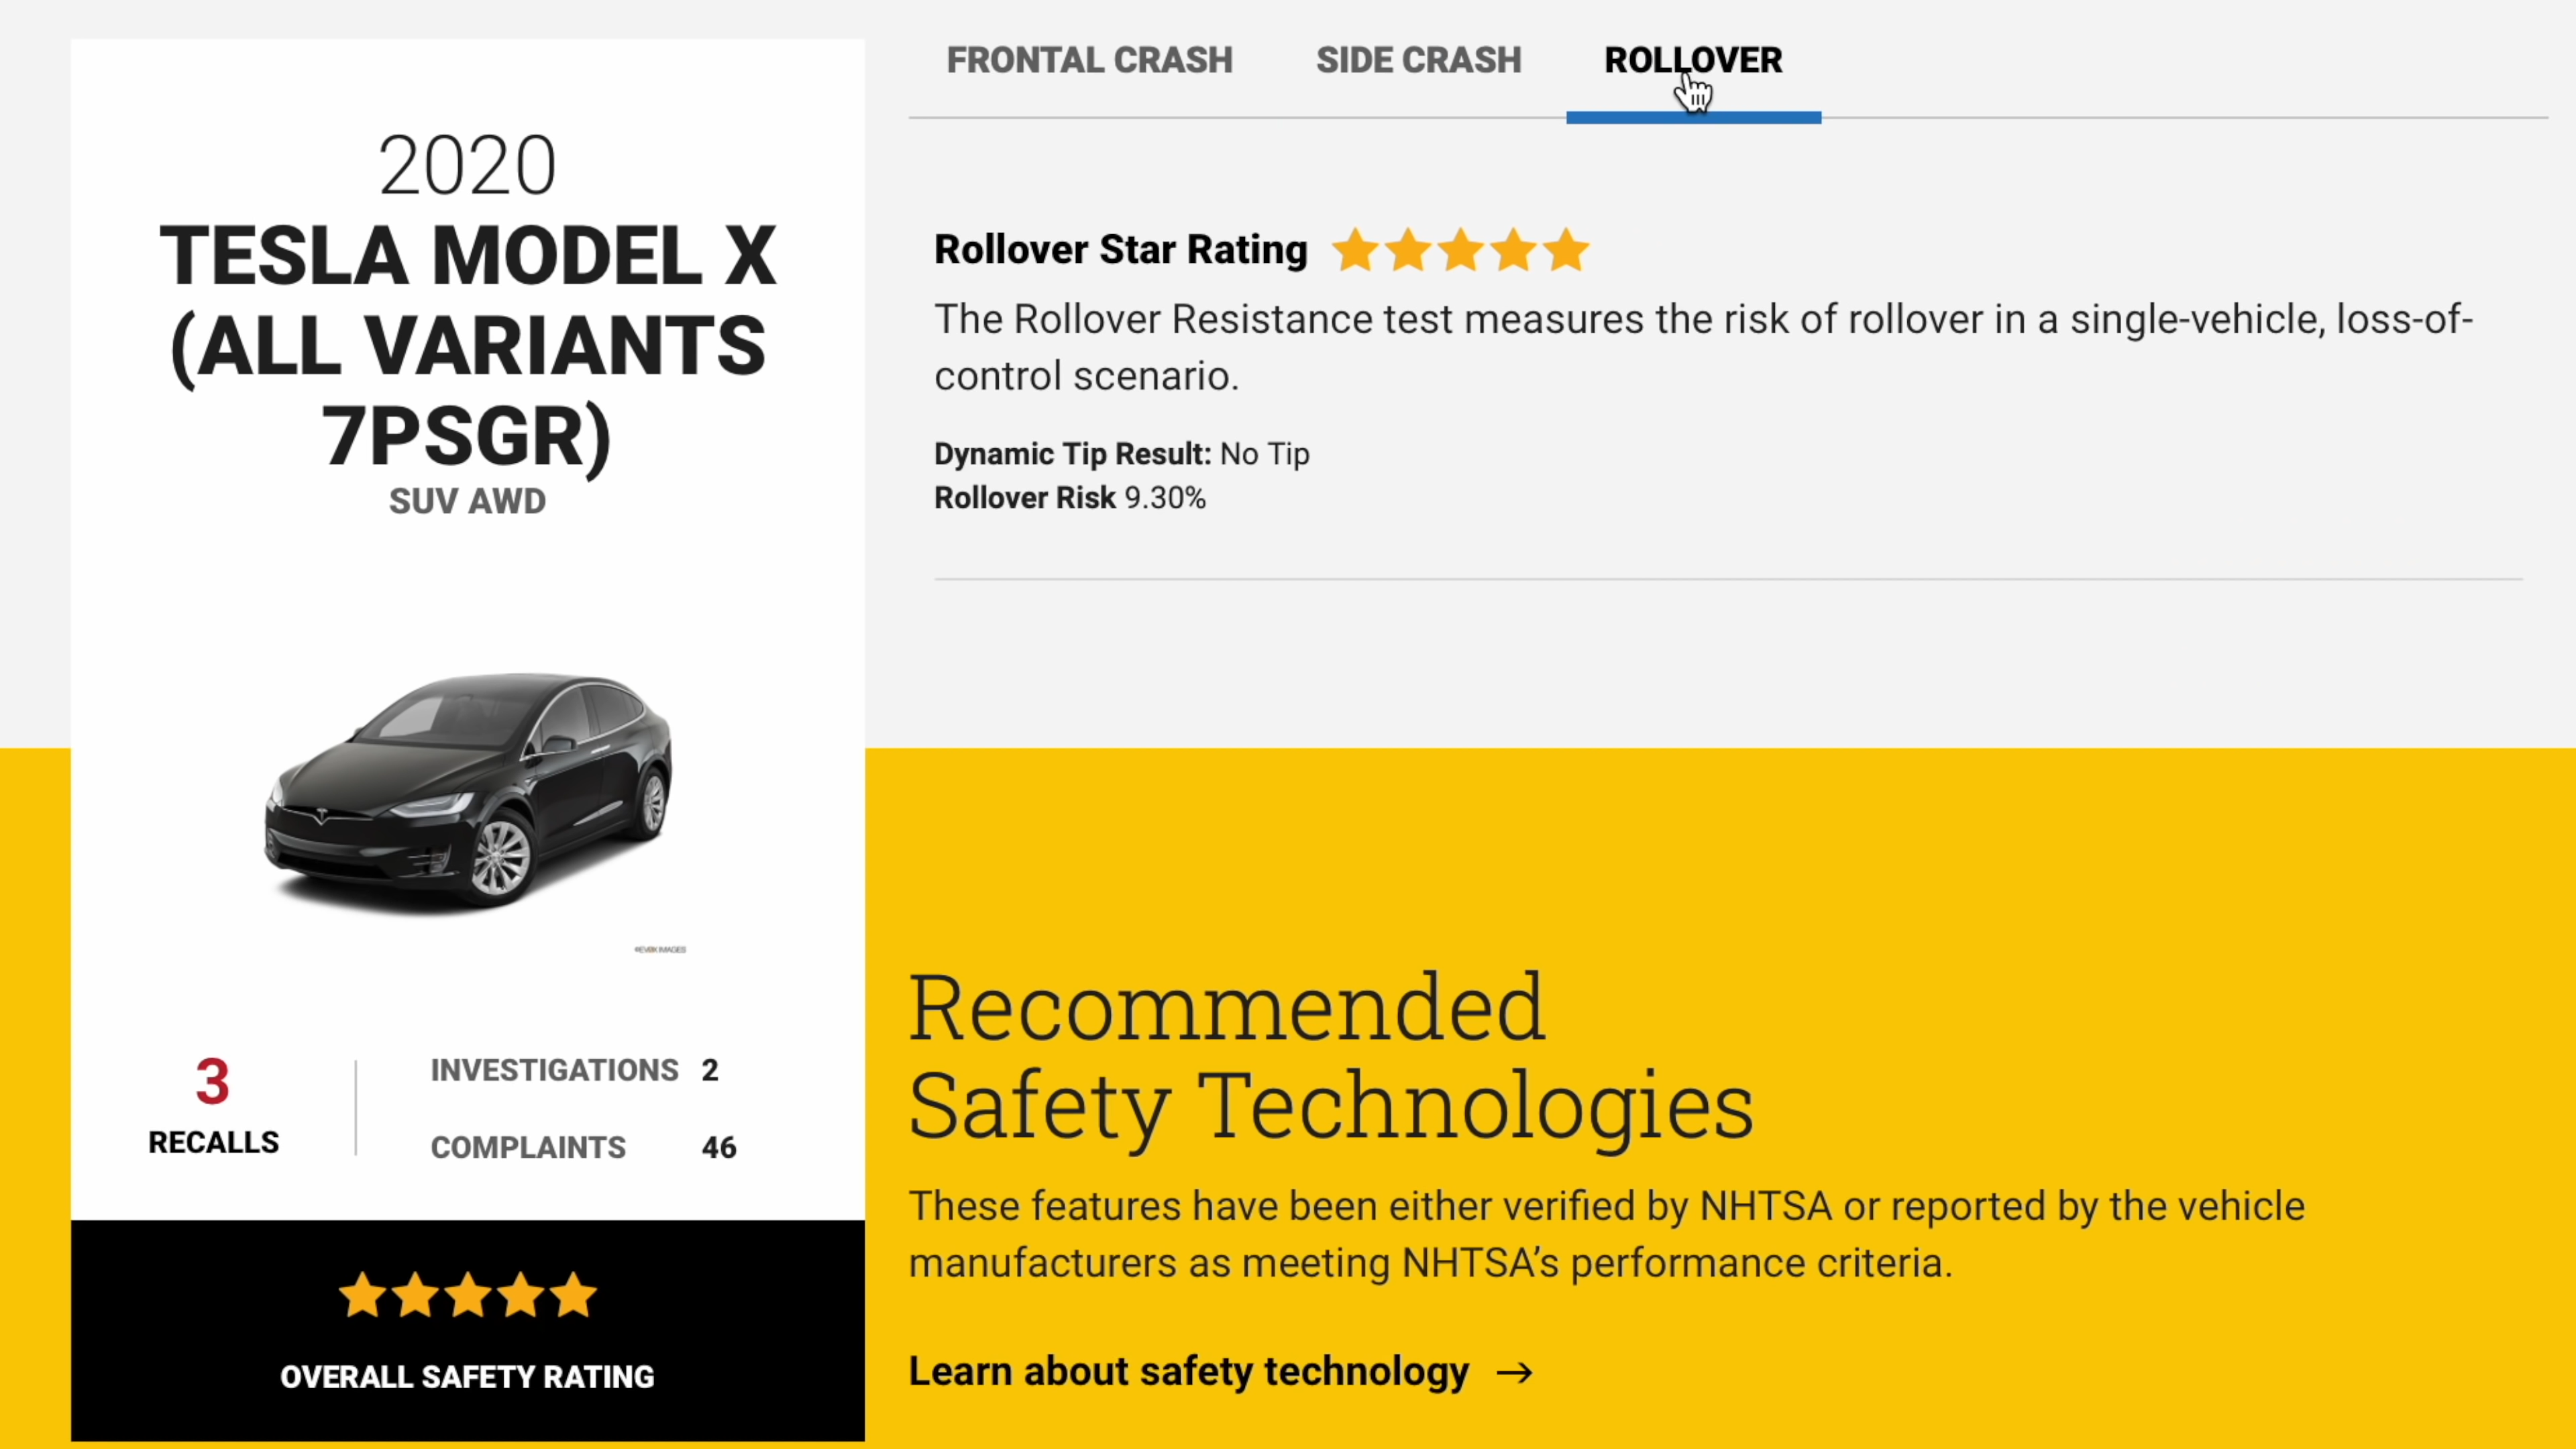 2020
TESLA MODEL X
(ALL VARIANTS
7PSGR)
SUV AWD
©EVOX IMAGES
3
RECALLS
INVESTIGATIONS 2
COMPLAINTS 46
OVERALL SAFETY RATING
FRONTAL CRASH SIDE CRASH ROLLOVER
Rollover Star Rating
The Rollover Resistance test measures the risk of rollover in a single-vehicle, loss-of-
control scenario.
Dynamic Tip Result: No Tip
Rollover Risk 9.30%
Recommended
Safety Technologies
These features have been either verified by NHTSA or reported by the vehicle
manufacturers as meeting NHTSA's performance criteria.
Learn about safety technology →